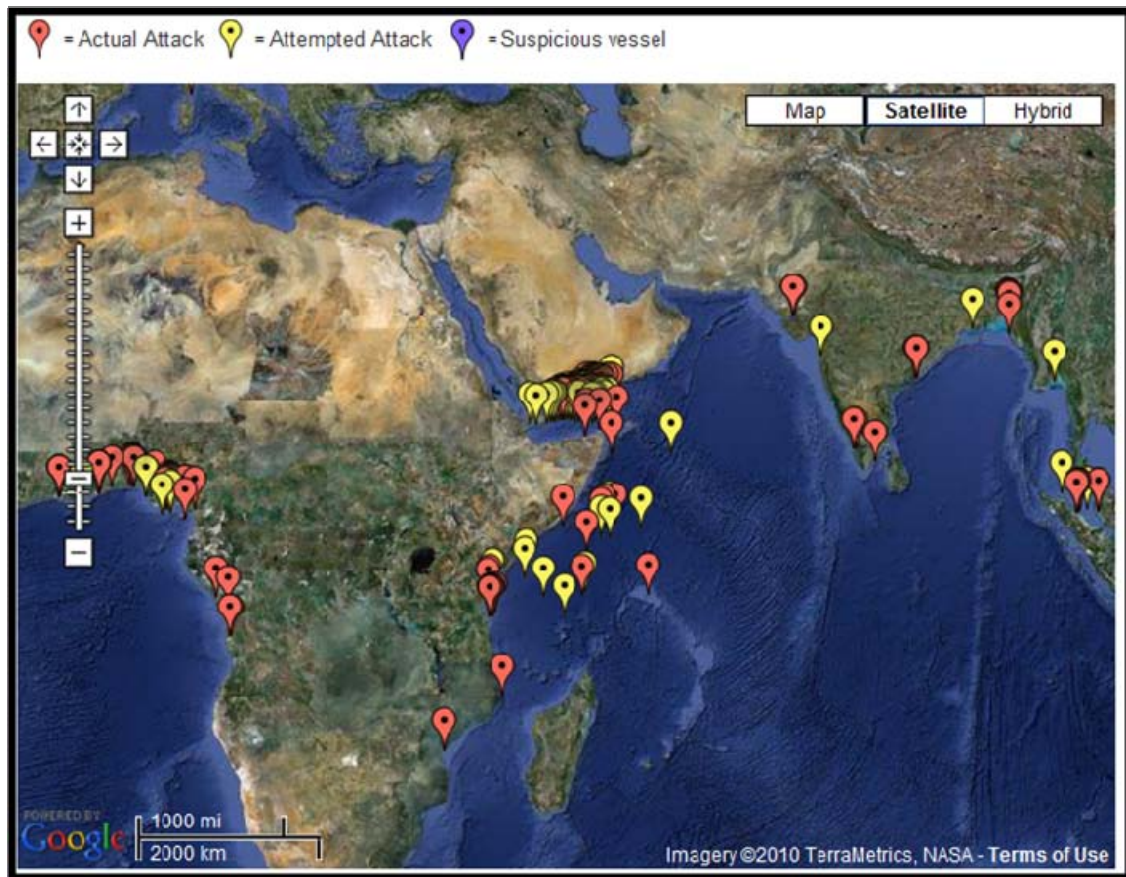 = Actual Attack = Attempted Attack = Suspicious vessel
Map Satellite Hybrid
POWERED BY
Google
1000 mi
2000 km
Imagery ©2010 TerraMetrics, NASA - Terms of Use